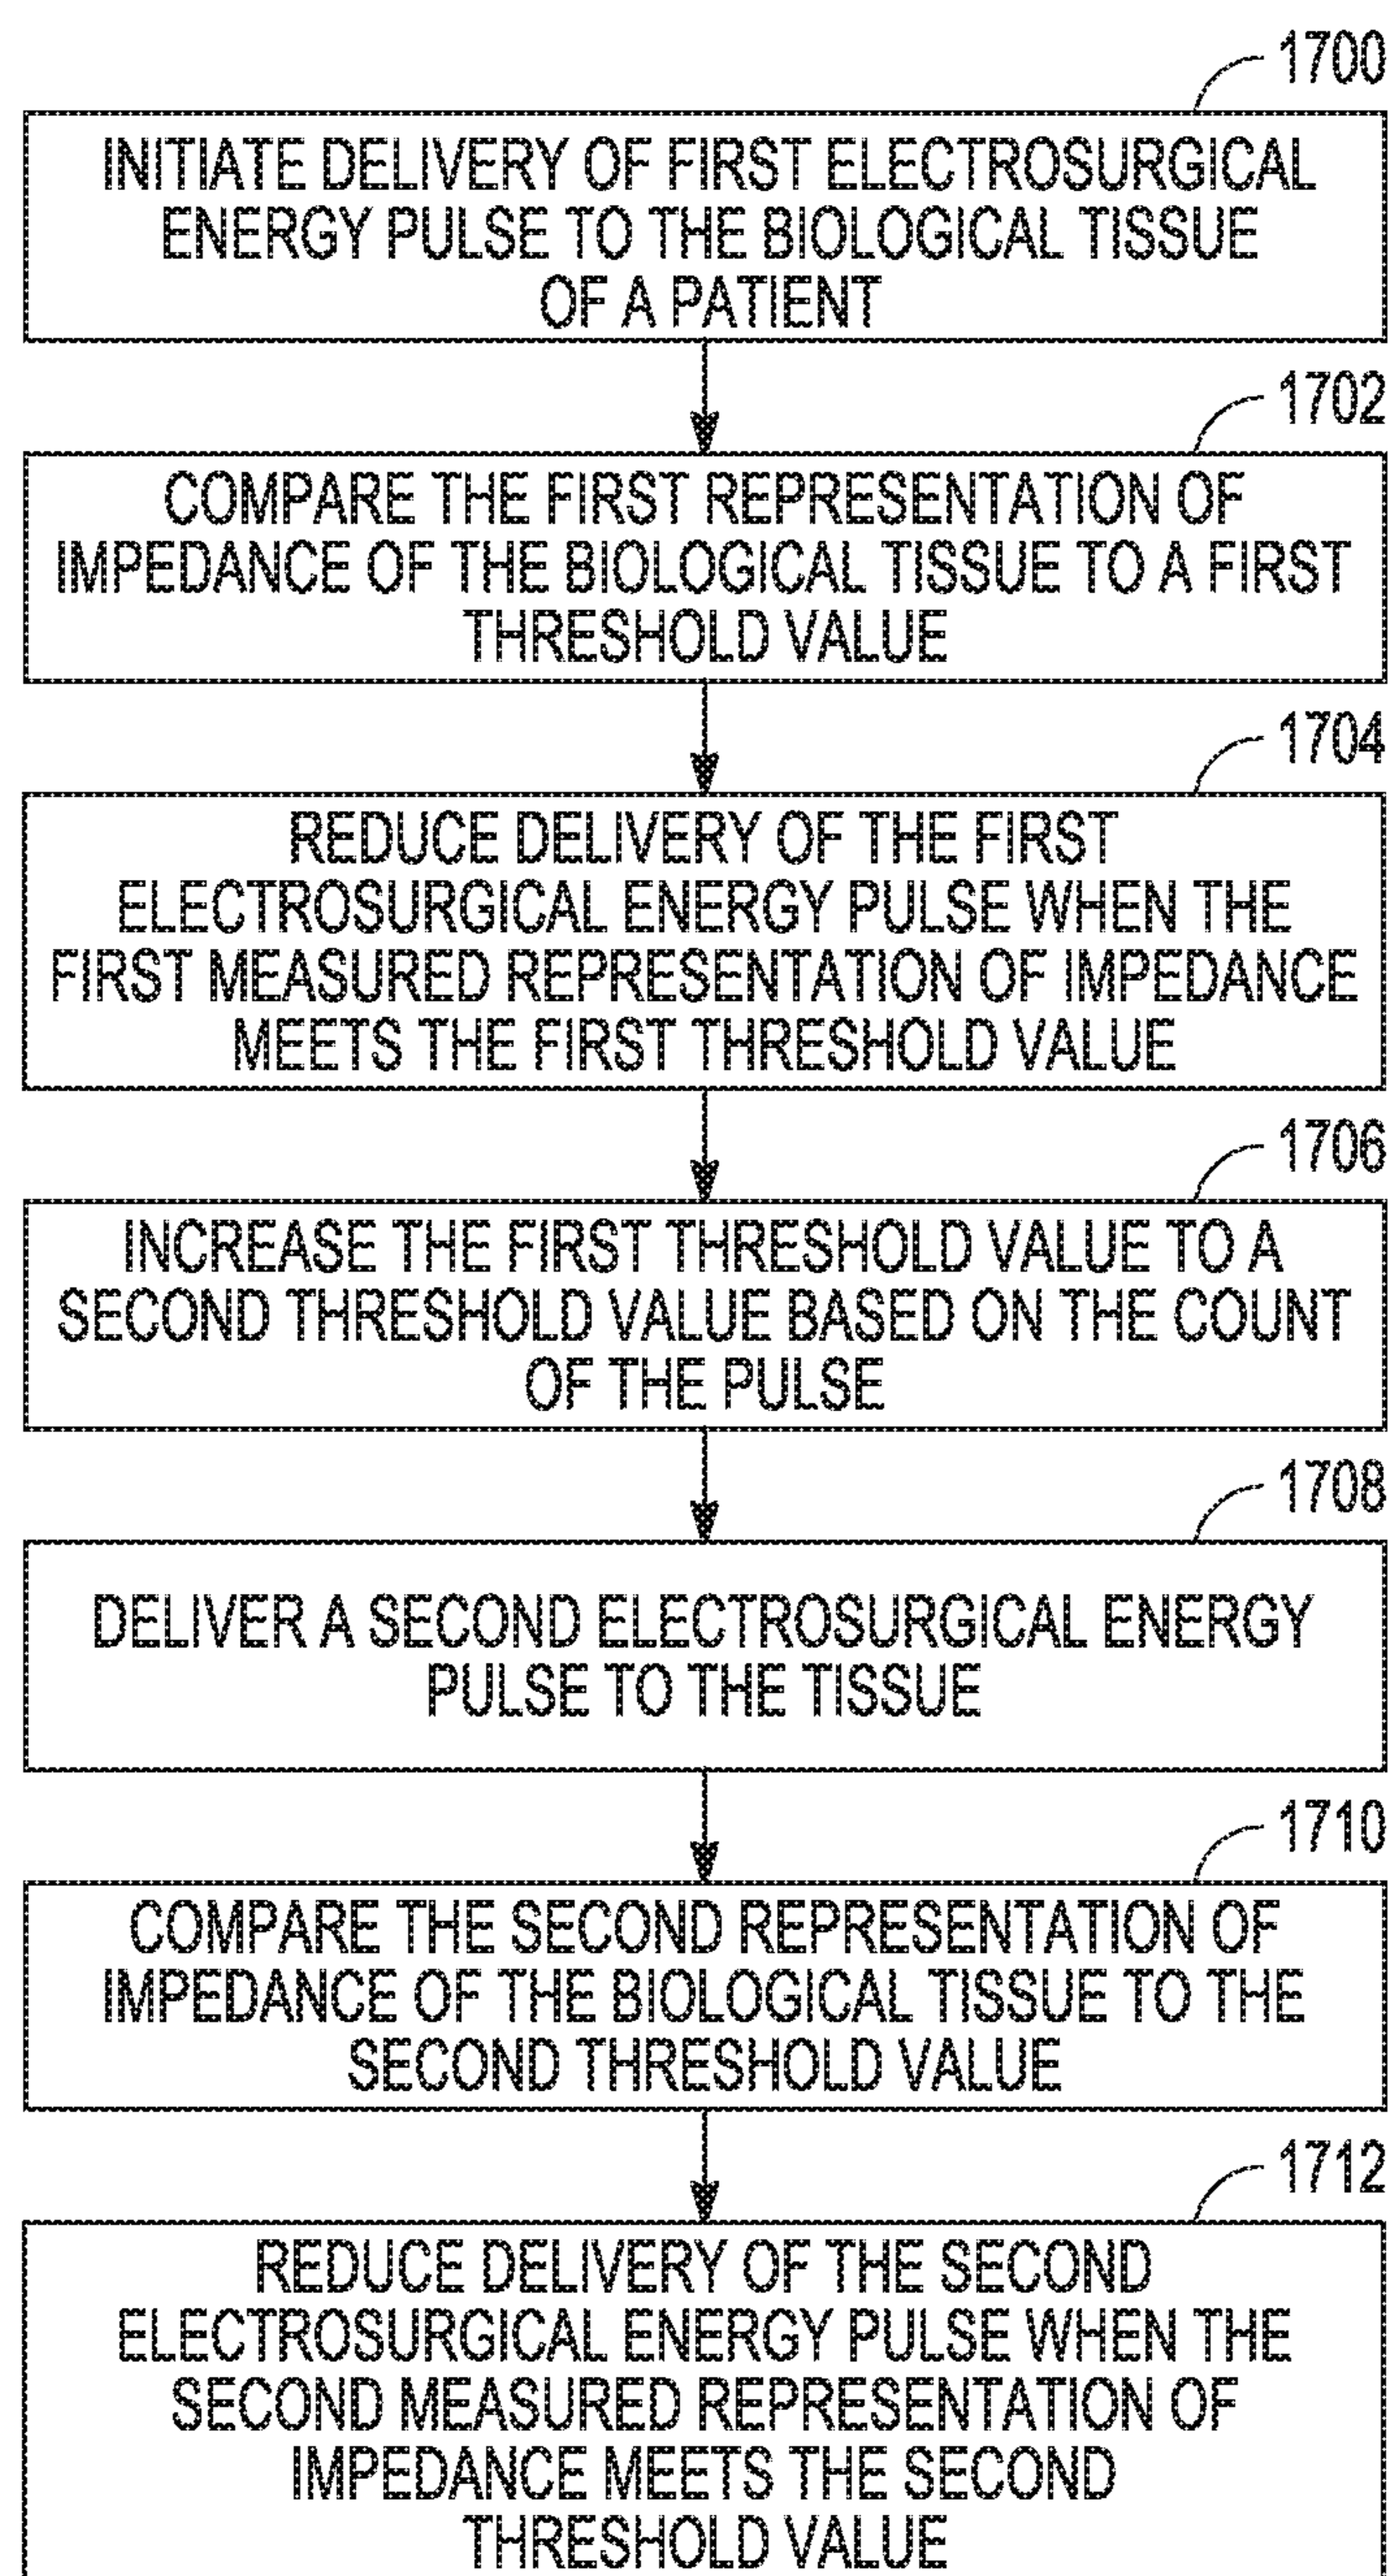 1700
INITIATE DELIVERY OF FIRST ELECTROSURGICAL
ENERGY PULSE TO THE BIOLOGICAL TISSUE
OF A PATIENT
1702
COMPARE THE FIRST REPRESENTATION OF
IMPEDANCE OF THE BIOLOGICAL TISSUE TO A FIRST
THRESHOLD VALUE
1704
REDUCE DELIVERY OF THE FIRST
ELECTROSURGICAL ENERGY PULSE WHEN THE
FIRST MEASURED REPRESENTATION OF IMPEDANCE
MEETS THE FIRST THRESHOLD VALUE
1706
INCREASE THE FIRST THRESHOLD VALUE TO A
SECOND THRESHOLD VALUE BASED ON THE COUNT
OF THE PULSE
1708
DELIVER A SECOND ELECTROSURGICAL ENERGY
PULSE TO THE TISSUE
1710
COMPARE THE SECOND REPRESENTATION OF
IMPEDANCE OF THE BIOLOGICAL TISSUE TO THE
SECOND THRESHOLD VALUE
1712
REDUCE DELIVERY OF THE SECOND
ELECTROSURGICAL ENERGY PULSE WHEN THE
SECOND MEASURED REPRESENTATION OF
IMPEDANCE MEETS THE SECOND
THRESHOLD VALUE